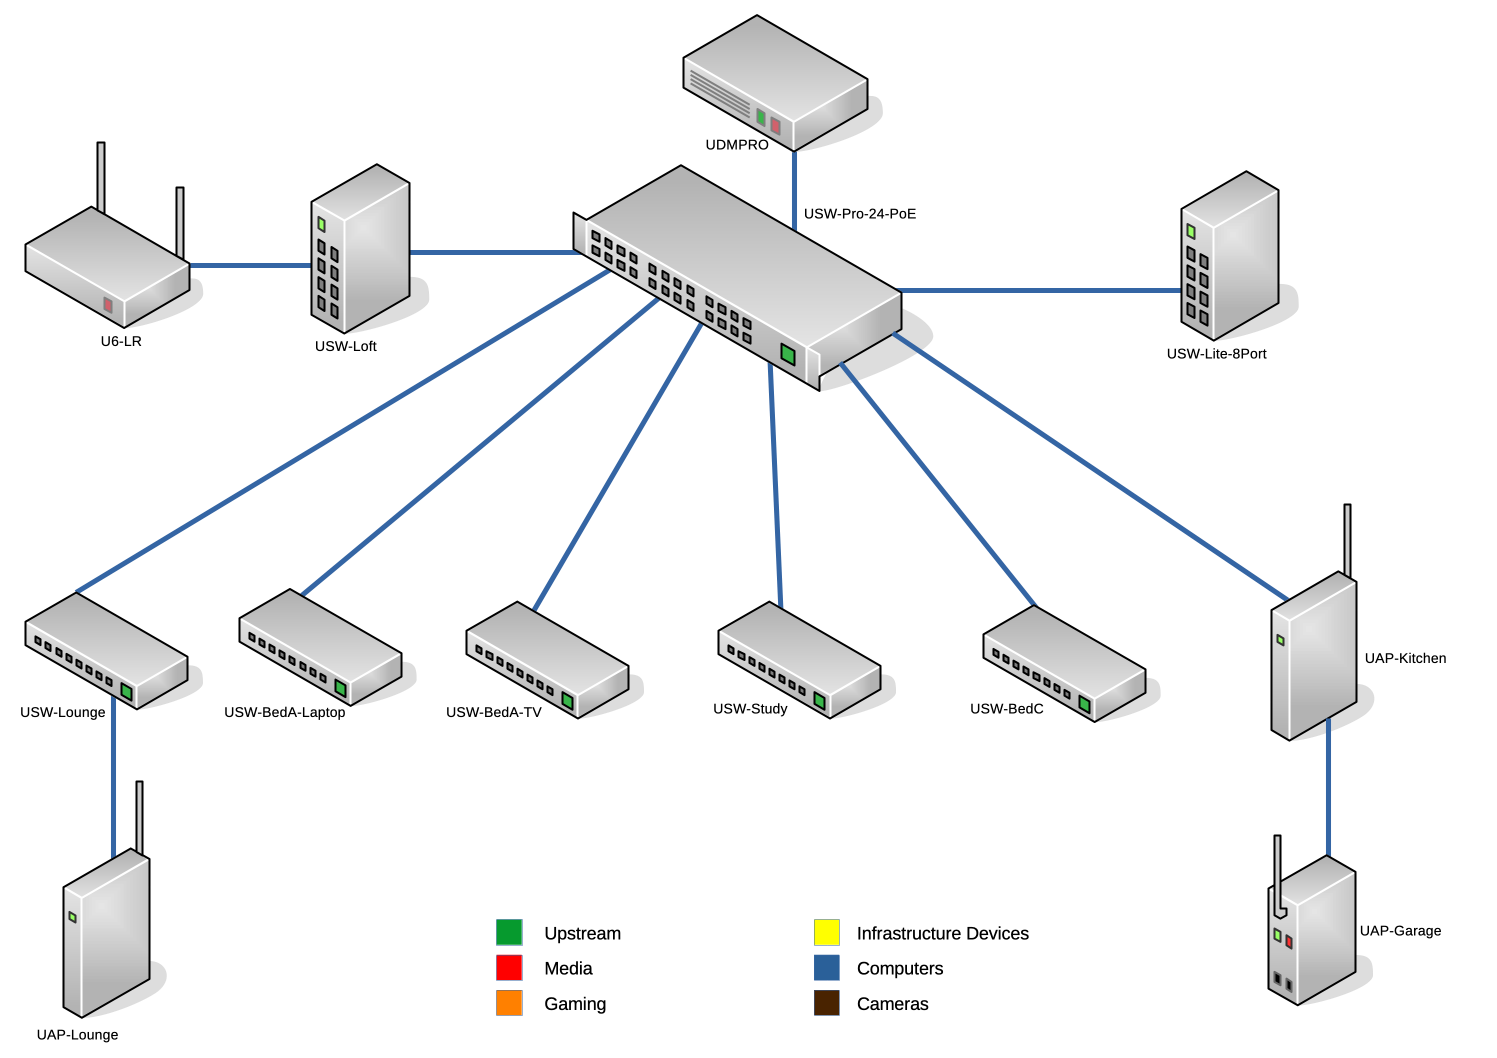 UDMPRO
USW-Pro-24-PoE
U6-LR
USW-Loft
USW-Lite-8Port
UAP-Kitchen
USW-Lounge
USW-BedA-Laptop
USW-BedA-TV
USW-Study
USW-BedC
Upstream
Infrastructure Devices
UAP-Garage
Media
Computers
Gaming
Cameras
UAP-Lounge